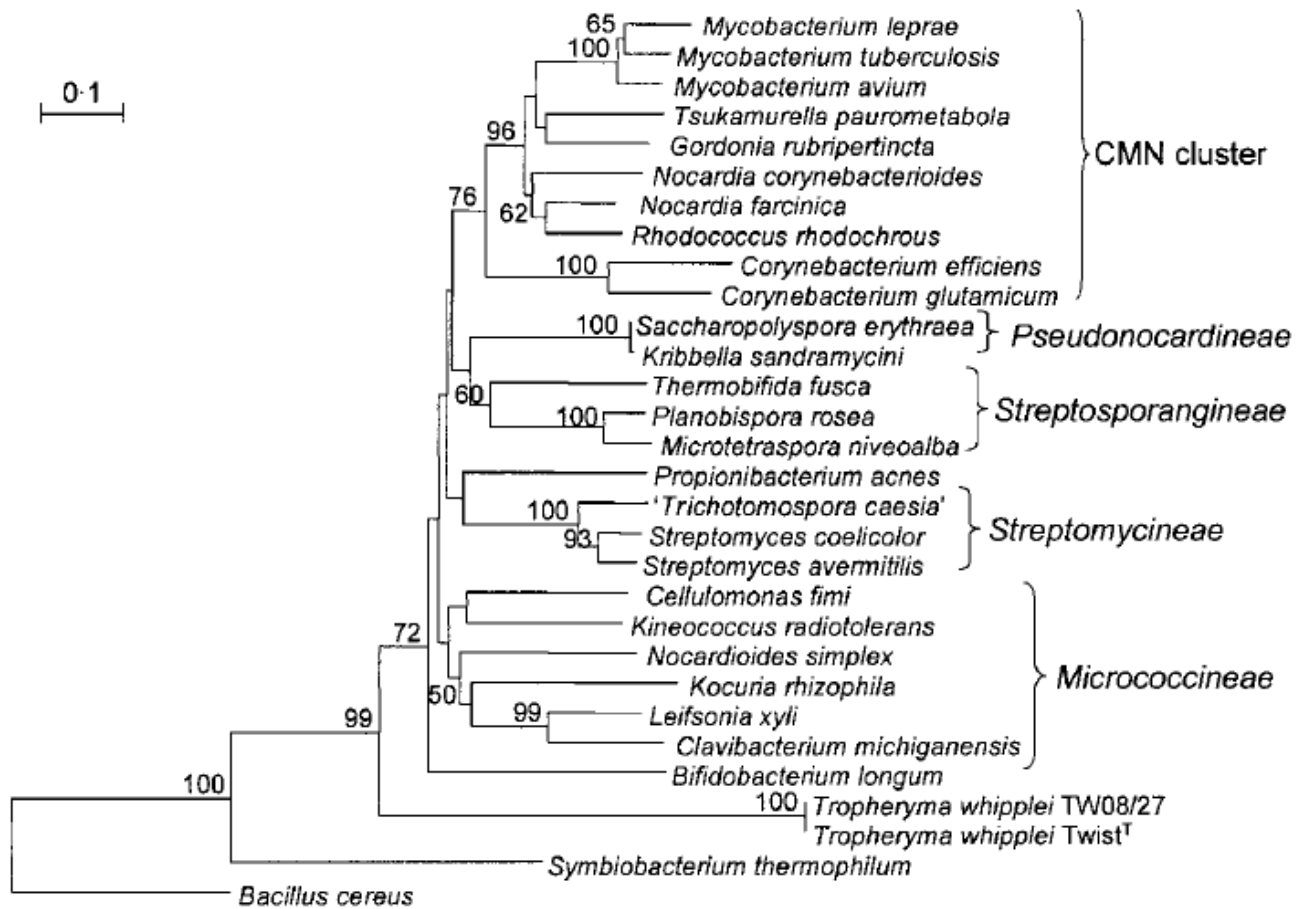 65
Mycobacterium leprae
100
Mycobacterium tuberculosis
Mycobacterium avium
0·1
Tsukamurella paurometabola
96
Gordonia rubripertincta
CMN cluster
Nocardia corynebacterioides
76
62
Nocardia farcinica
Rhodococcus rhodochrous
100
Corynebacterium efficiens
Corynebacterium glutamicum
100
Saccharopolyspora erythraea
Pseudonocardineae
Kribbella sandramycini
60
Thermobifida fusca
100
Planobispora rosea
Streptosporangineae
Microtetraspora niveoalba
Propionibacterium acnes
100
'Trichotomospora caesia'
93
Streptomyces coelicolor
Streptomycineae
Streptomyces avermitilis
Cellulomonas fimi
72
Kineococcus radiotolerans
Nocardioides simplex
50
Kocuria rhizophila
Micrococcineae
99
99
Leifsonia xyli
Clavibacterium michiganensis
100
Bifidobacterium longum
100
Tropheryma whipplei TW08/27
Tropheryma whipplei Twistᵀ
Symbiobacterium thermophilum
Bacillus cereus